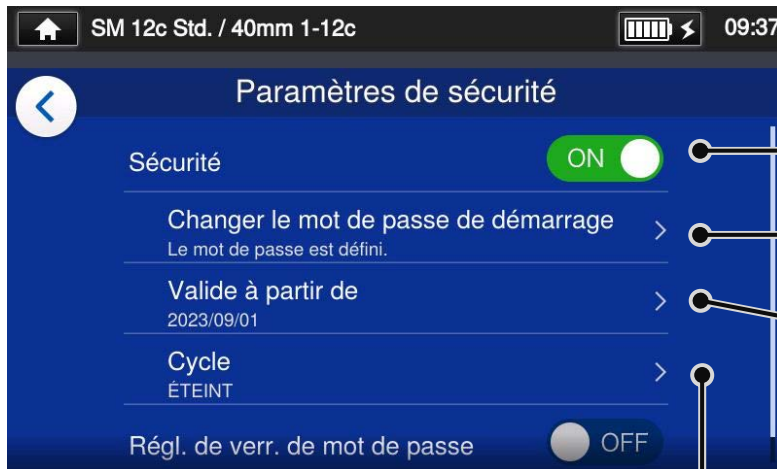 SM 12c Std. / 40mm 1-12c
09:37
Paramètres de sécurité
Sécurité
ON
Changer le mot de passe de démarrage
Le mot de passe est défini.
Valide à partir de
2023/09/01
Cycle
ÉTEINT
Régl. de verr. de mot de passe
OFF